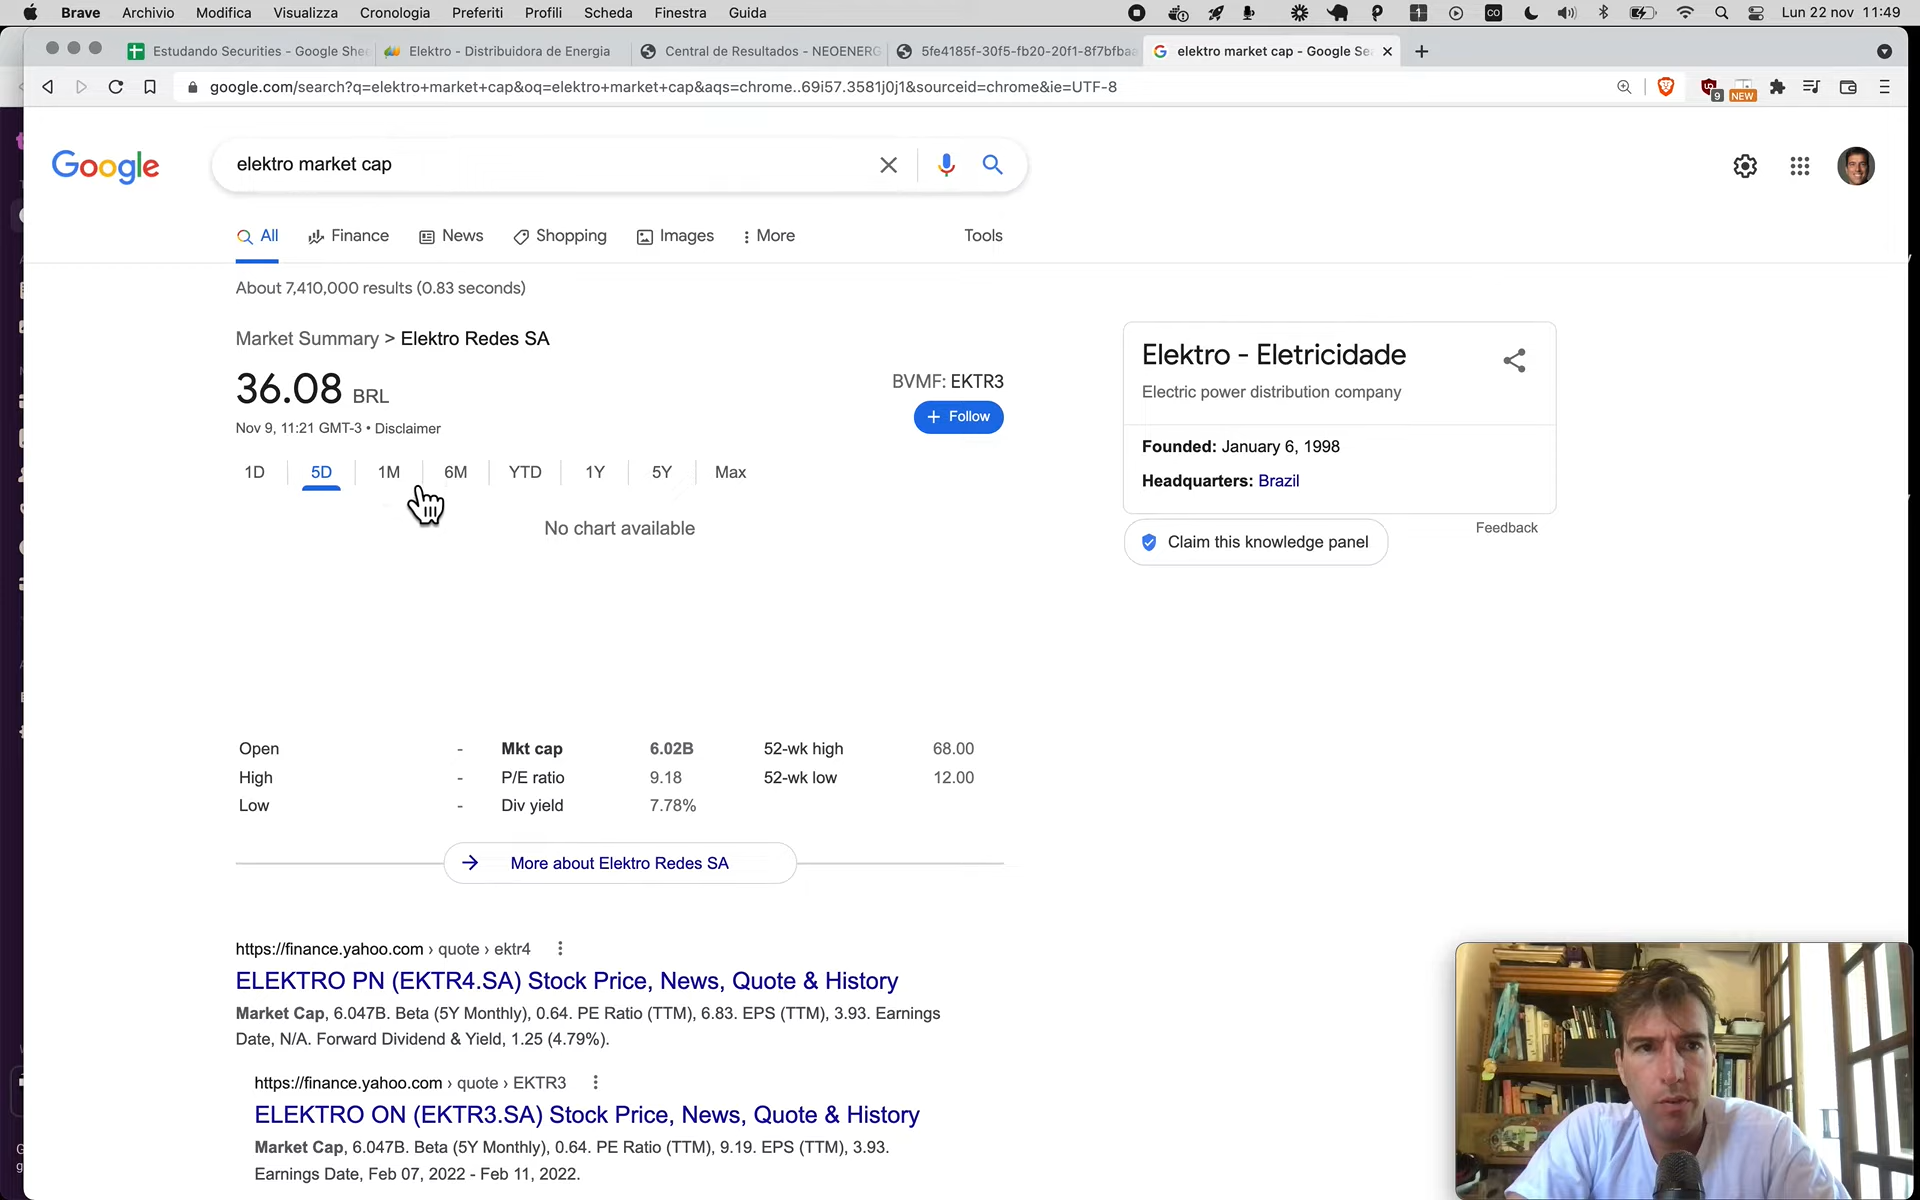 Brave Archivio Modifica Visualizza Cronologia Preferiti Profili Scheda Finestra Guida Lun 22 nov 11:49
Estudando Securities - Google She Elektro - Distribuidora de Energia Central de Resultados - NEOENERG 5fe4185f-30f5-fb20-20f1-8f7bfbaa elektro market cap - Google Sea
google.com/search?q=elektro+market+cap&oq=elektro+market+cap&aqs=chrome..69i57.3581j0j1&sourceid=chrome&ie=UTF-8
9 NEW
Google
elektro market cap
All Finance News Shopping Images More Tools
About 7,410,000 results (0.83 seconds)
Market Summary > Elektro Redes SA
36.08 BRL
Nov 9, 11:21 GMT-3 • Disclaimer
BVMF: EKTR3
+ Follow
1D 5D 1M 6M YTD 1Y 5Y Max
No chart available
Open - Mkt cap 6.02B 52-wk high 68.00
High - P/E ratio 9.18 52-wk low 12.00
Low - Div yield 7.78%
More about Elektro Redes SA
https://finance.yahoo.com › quote › ektr4
ELEKTRO PN (EKTR4.SA) Stock Price, News, Quote & History
Market Cap, 6.047B. Beta (5Y Monthly), 0.64. PE Ratio (TTM), 6.83. EPS (TTM), 3.93. Earnings
Date, N/A. Forward Dividend & Yield, 1.25 (4.79%).
https://finance.yahoo.com › quote › EKTR3
ELEKTRO ON (EKTR3.SA) Stock Price, News, Quote & History
Market Cap, 6.047B. Beta (5Y Monthly), 0.64. PE Ratio (TTM), 9.19. EPS (TTM), 3.93.
Earnings Date, Feb 07, 2022 - Feb 11, 2022.
Elektro - Eletricidade
Electric power distribution company
Founded: January 6, 1998
Headquarters: Brazil
Feedback
Claim this knowledge panel